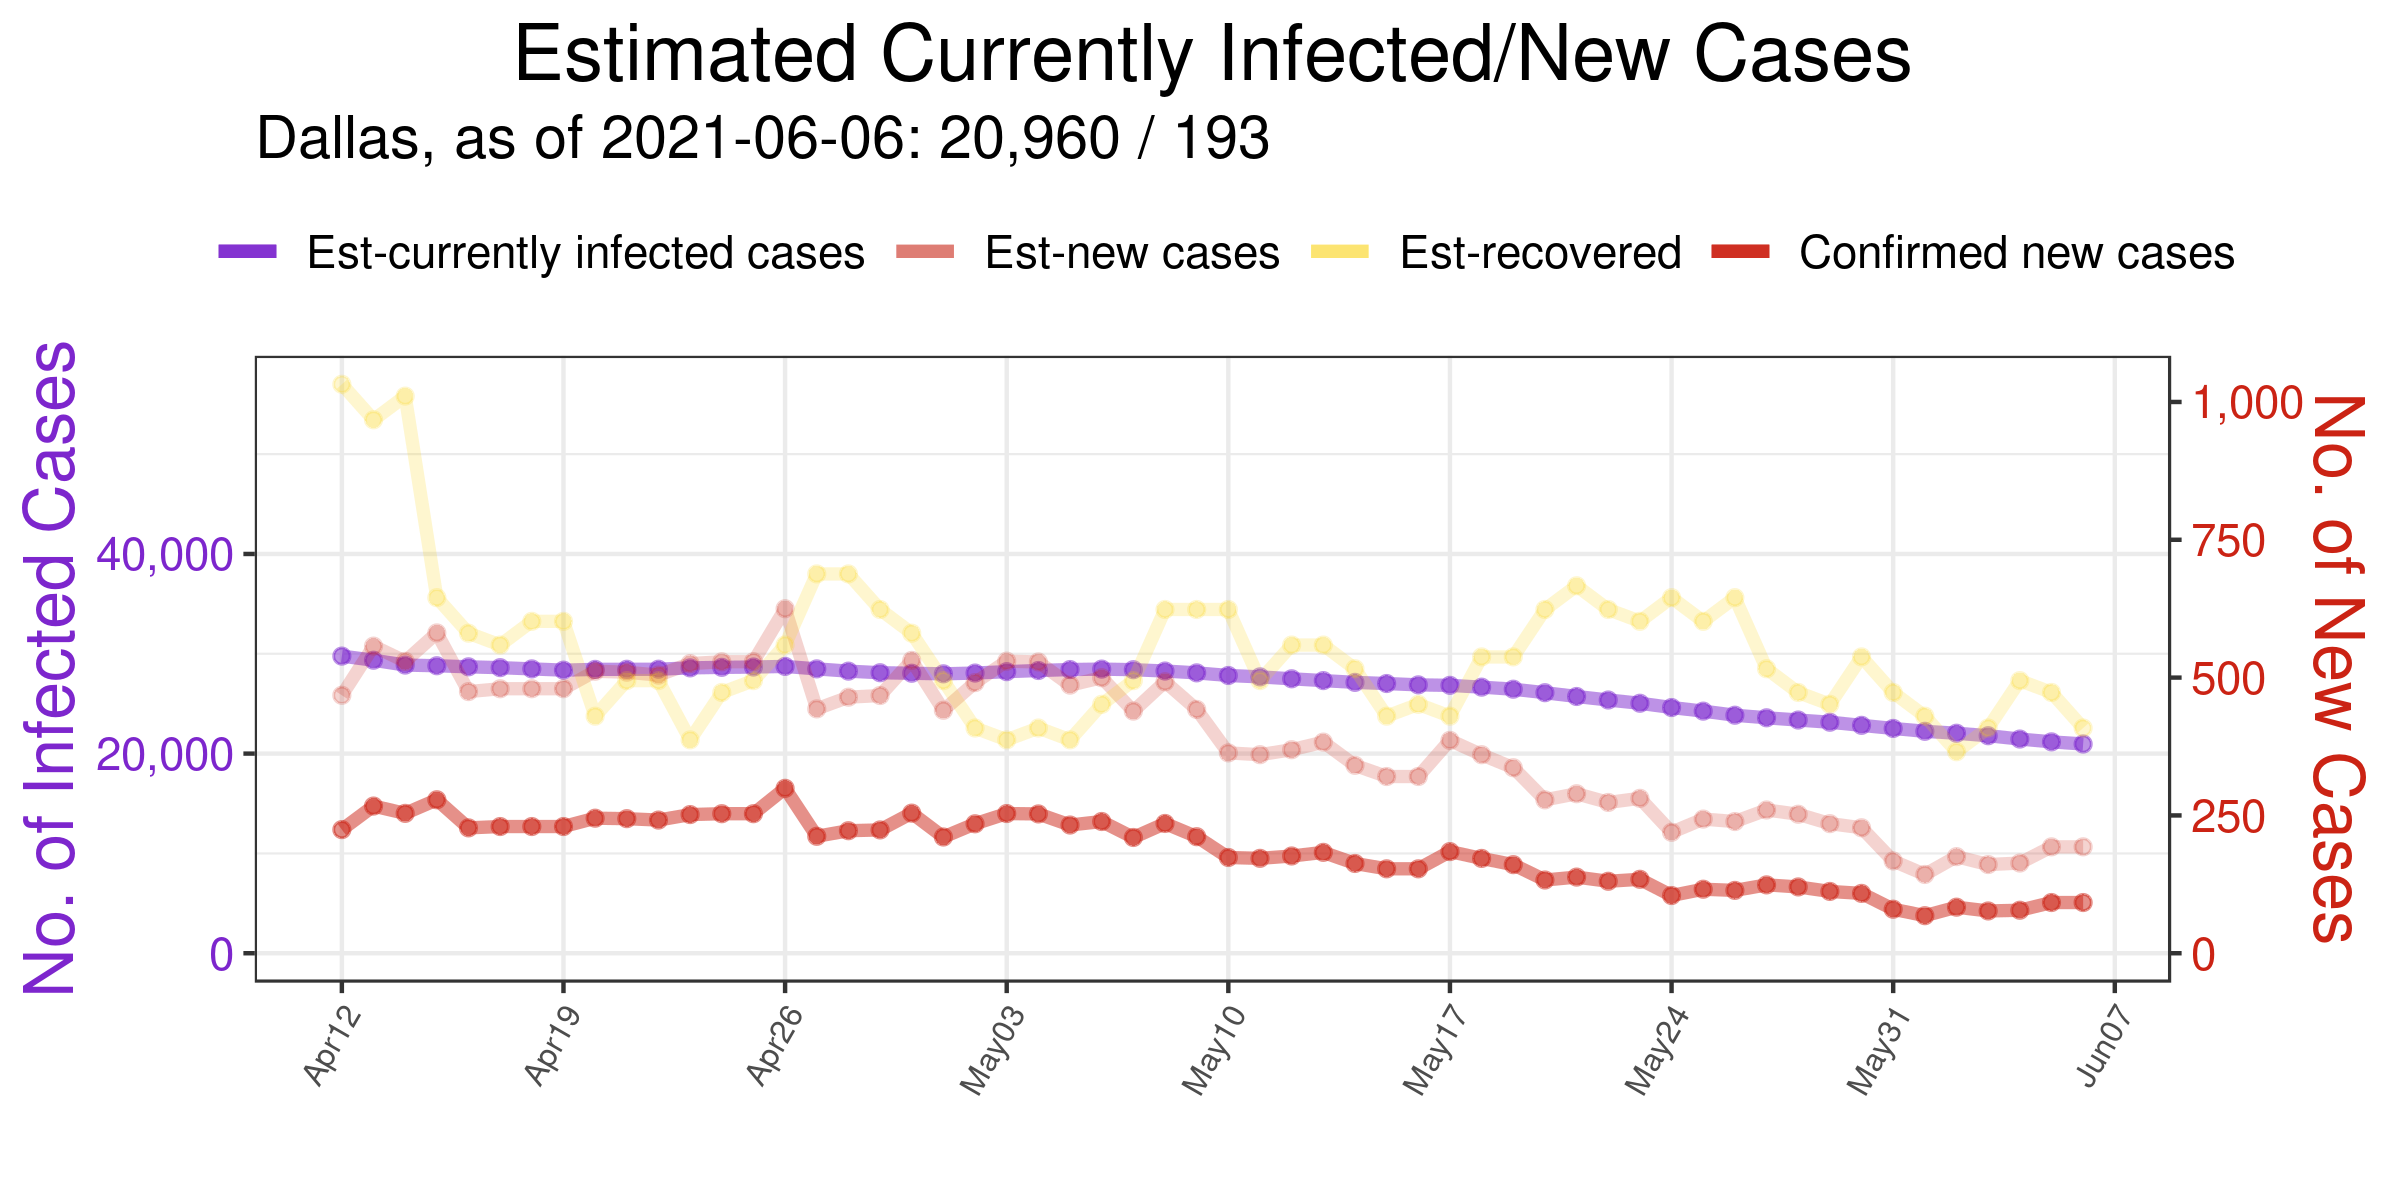 Estimated Currently Infected/New Cases
Dallas, as of 2021-06-06: 20,960 / 193
Est-currently infected cases Est-new cases Est-recovered Confirmed new cases
No. of Infected Cases
40,000
20,000
0
1,000
750
500
250
0
No. of New Cases
Apr12 Apr19 Apr26 May03 May10 May17 May24 May31 Jun07